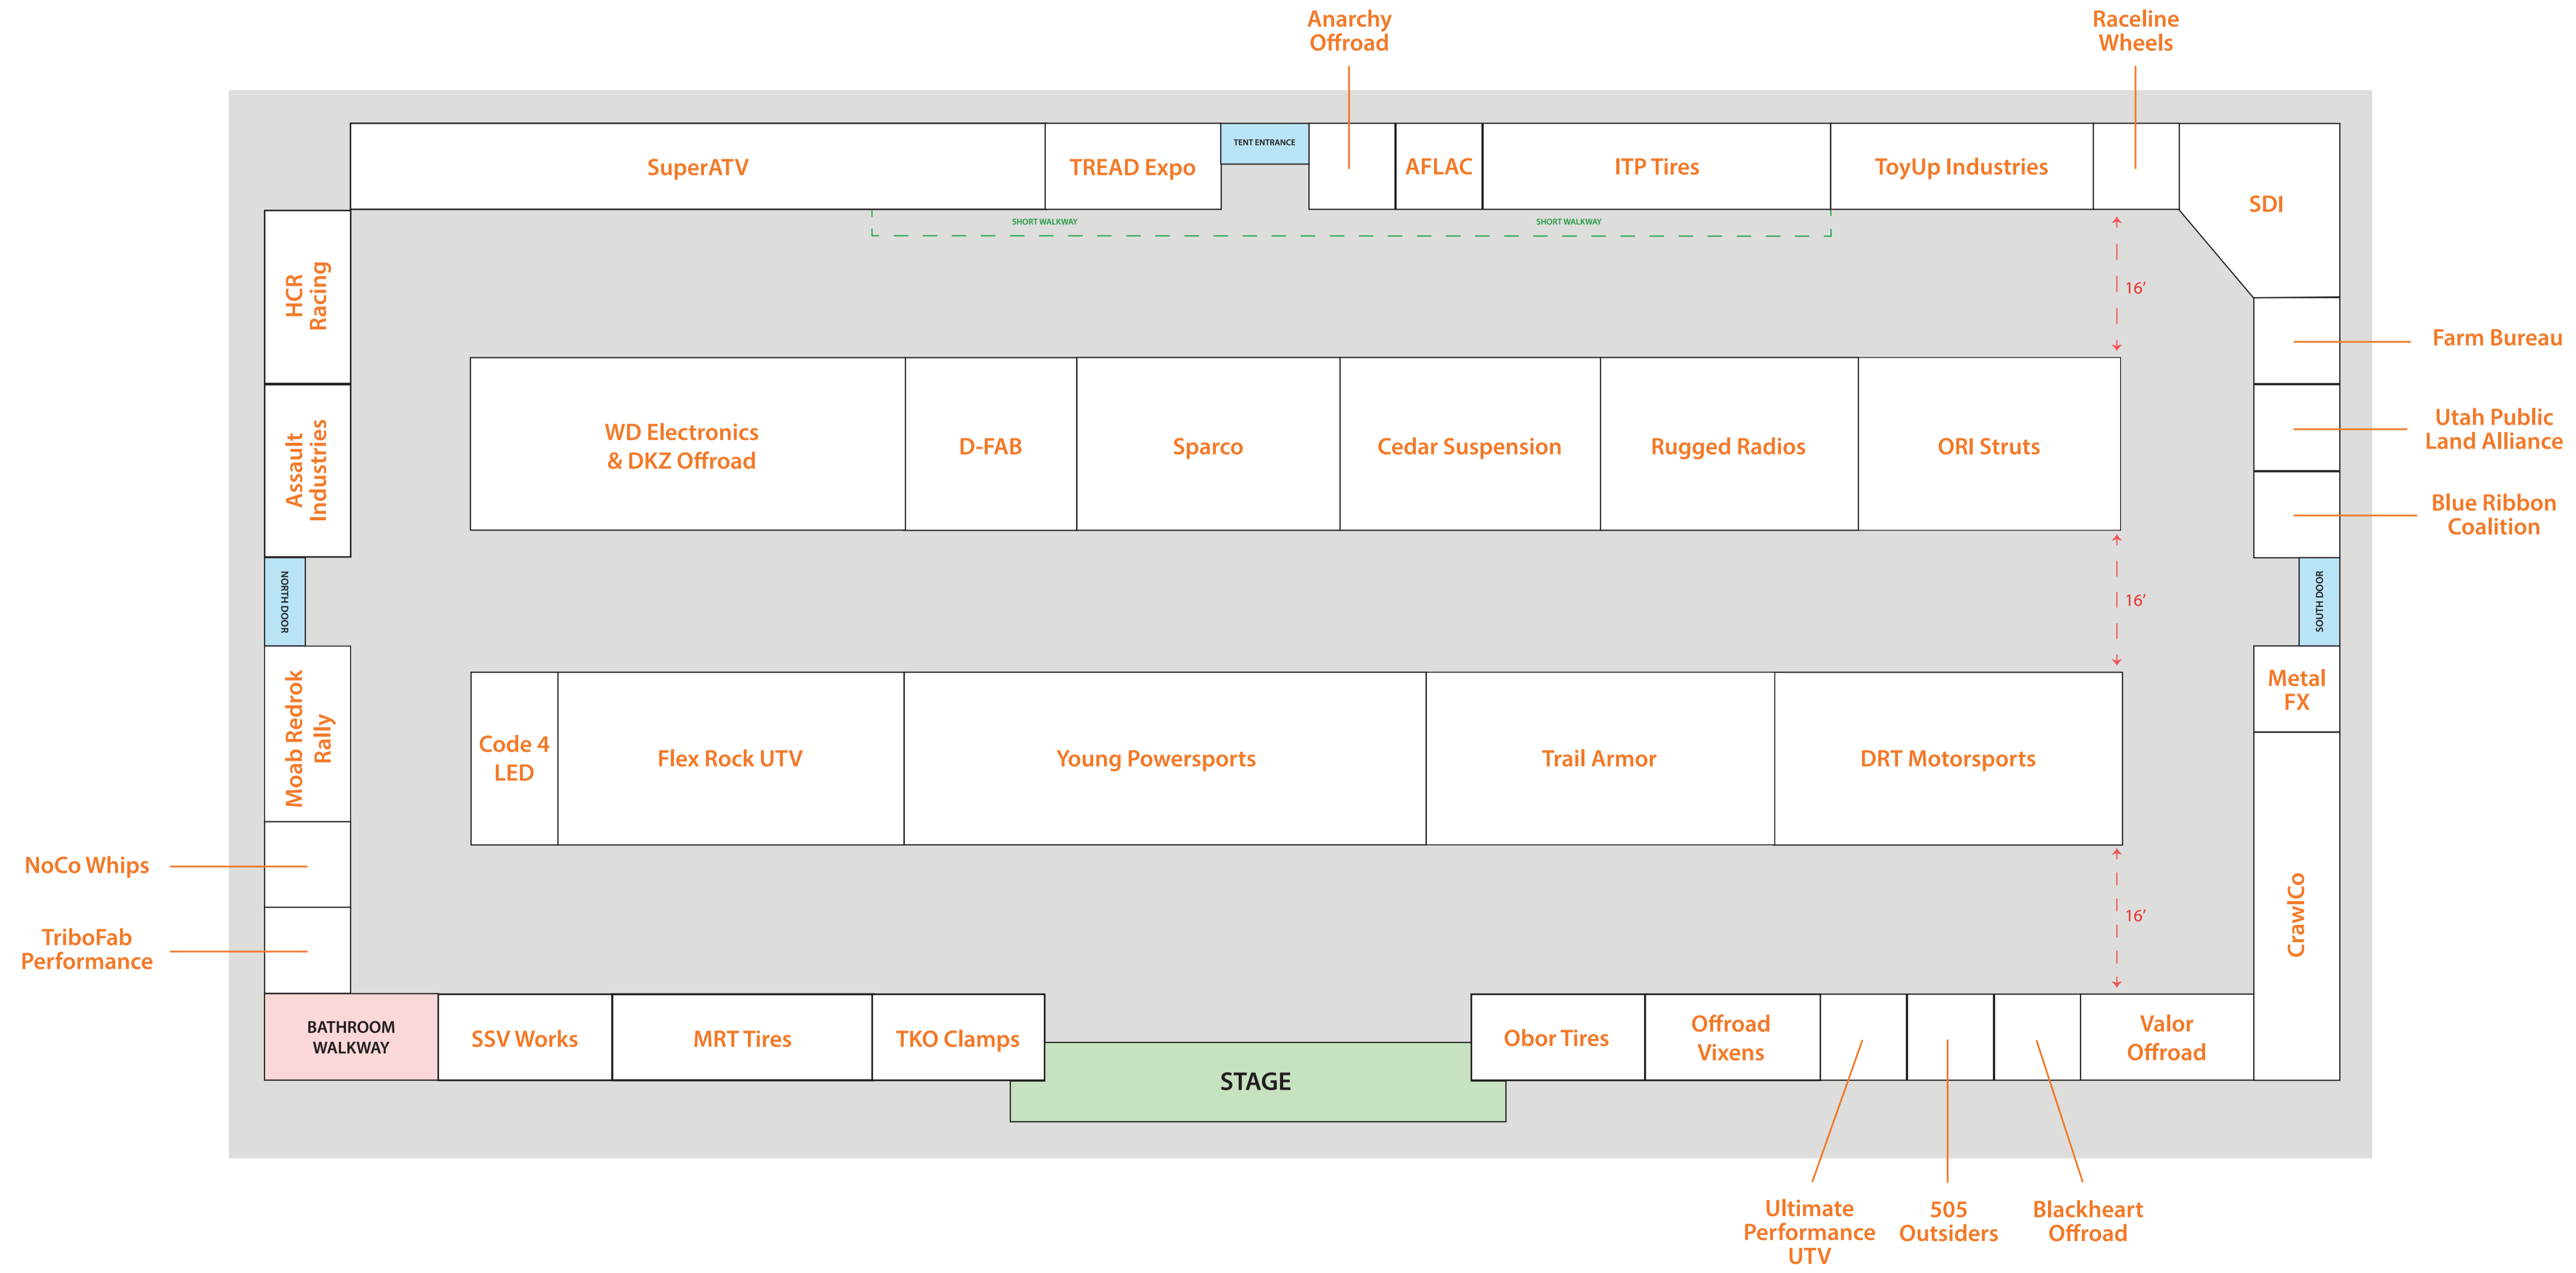 Anarchy
Offroad
Raceline
Wheels
SuperATV
TREAD Expo
TENT ENTRANCE
AFLAC
ITP Tires
ToyUp Industries
SDI
SHORT WALKWAY
SHORT WALKWAY
HCR
Racing
16’
Farm Bureau
Assault
Industries
WD Electronics
& DKZ Offroad
D-FAB
Sparco
Cedar Suspension
Rugged Radios
ORI Struts
Utah Public
Land Alliance
Blue Ribbon
Coalition
NORTH DOOR
16’
SOUTH DOOR
Moab Redrok
Rally
Code 4
LED
Flex Rock UTV
Young Powersports
Trail Armor
DRT Motorsports
Metal
FX
NoCo Whips
TriboFab
Performance
16’
CrawlCo
BATHROOM
WALKWAY
SSV Works
MRT Tires
TKO Clamps
STAGE
Obor Tires
Offroad
Vixens
Valor
Offroad
Ultimate
Performance
UTV
505
Outsiders
Blackheart
Offroad